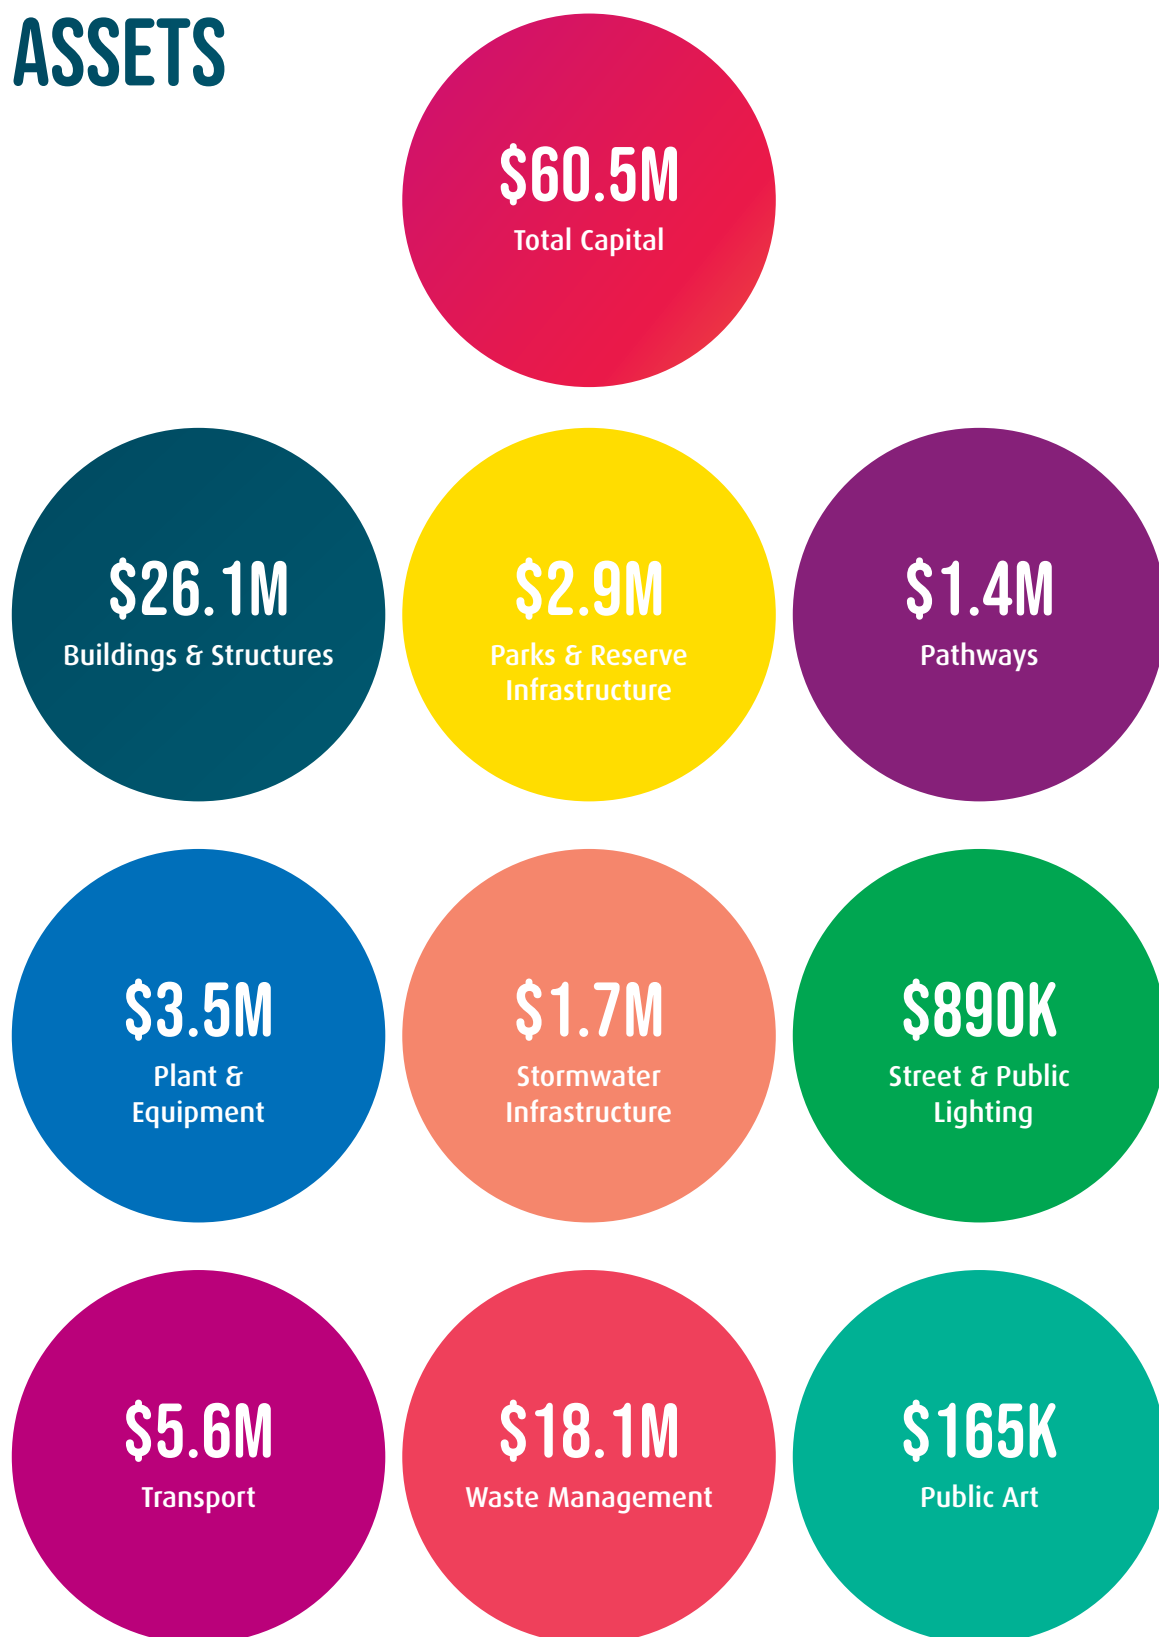 ASSETS
$60.5M
Total Capital
$26.1M
Buildings & Structures
$2.9M
Parks & Reserve
Infrastructure
$1.4M
Pathways
$3.5M
Plant &
Equipment
$1.7M
Stormwater
Infrastructure
$890K
Street & Public
Lighting
$5.6M
Transport
$18.1M
Waste Management
$165K
Public Art